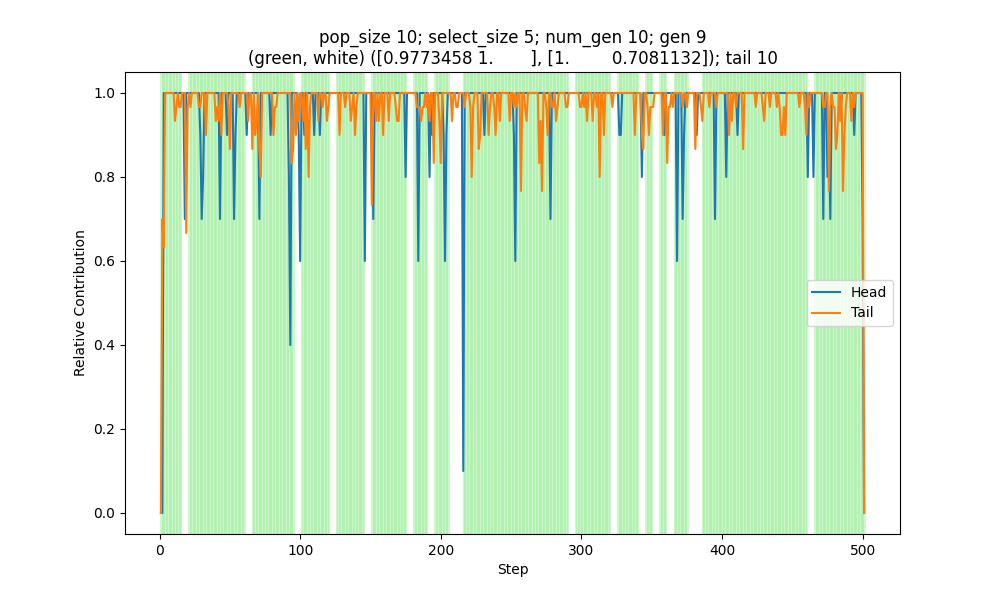 pop_size 10; select_size 5; num_gen 10; gen 9
(green, white) ([0.9773458 1.        ], [1.         0.7081132]); tail 10
1.0
0.8
0.6
0.4
0.2
0.0
Relative Contribution
Head
Tail
0 100 200 300 400 500
Step